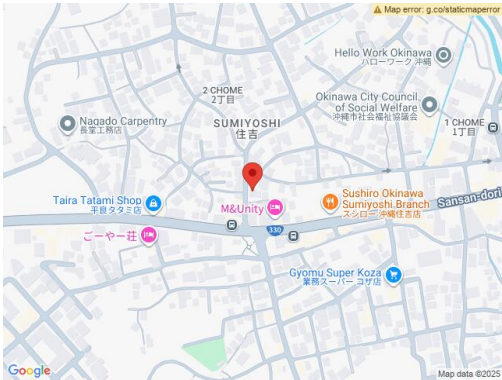 Map error: g.co/staticmaperror
Hello Work Okinawa
ハローワーク 沖縄
2 CHOME
2丁目
Okinawa City Council
of Social Welfare
沖縄市社会福祉協議会
Nagado Carpentry
長堂工務店
SUMIYOSHI
住吉
1 CHOME
1丁目
Taira Tatami Shop
平良タタミ店
M&Unity
Sushiro Okinawa
Sumiyoshi Branch
スシロー 沖縄住吉店
Sansan-dori
ごーやー荘
330
Gyomu Super Koza
業務スーパー コザ店
Google
Map data ©2025